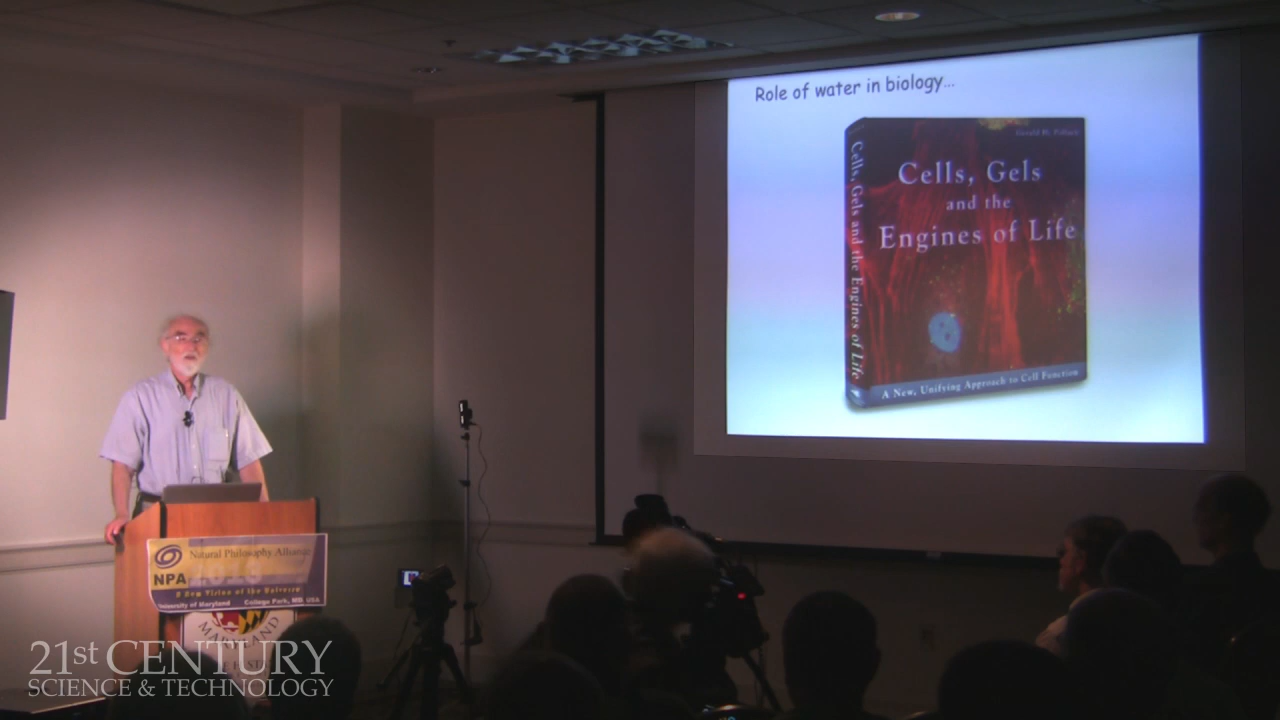 Role of water in biology...
Gerald H. Pollack
Cells, Gels
and the
Engines of Life
A New, Unifying Approach to Cell Function
Cells, Gels and the Engines of Life
Natural Philosophy Alliance
NPA
A New Vision of the Universe
University of Maryland College Park, MD, USA
MARYLAND
21st CENTURY
SCIENCE & TECHNOLOGY